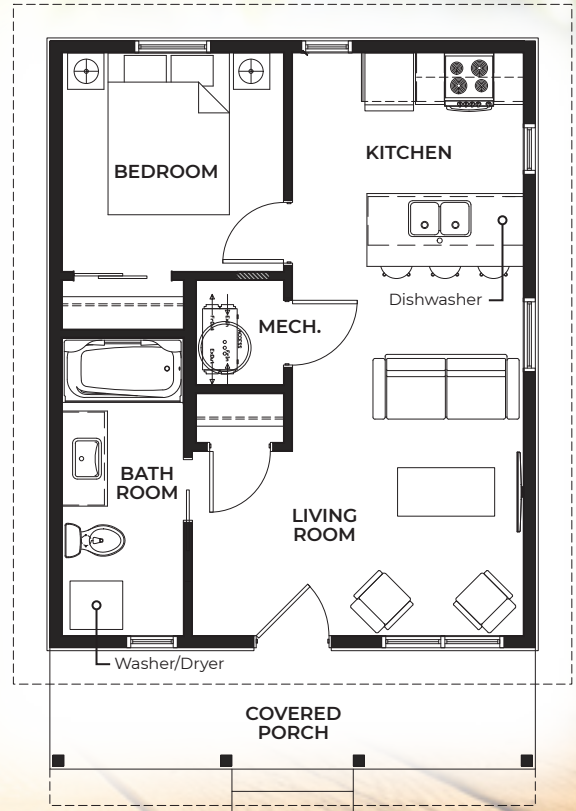 BEDROOM
KITCHEN
Dishwasher
MECH.
BATH
ROOM
LIVING
ROOM
Washer/Dryer
COVERED
PORCH